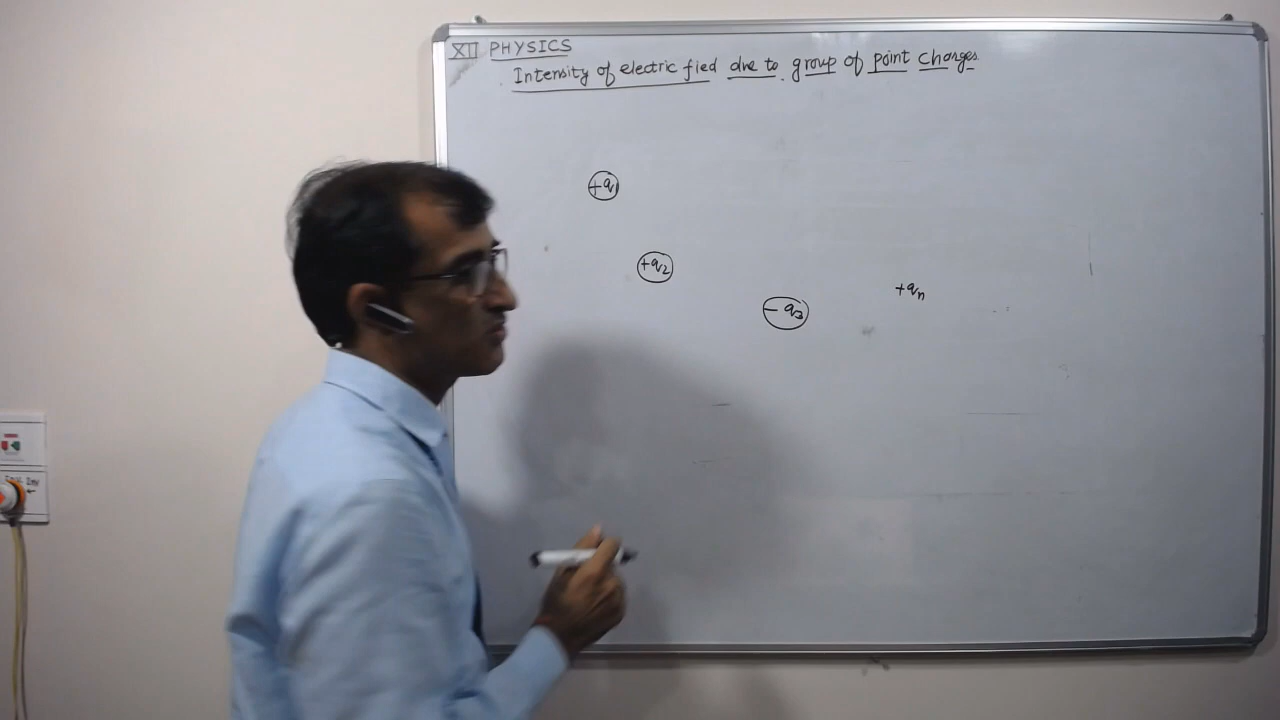 XII PHYSICS
Intensity of electric fied due to group of point charges
+q1
+q2
-q3
+qn